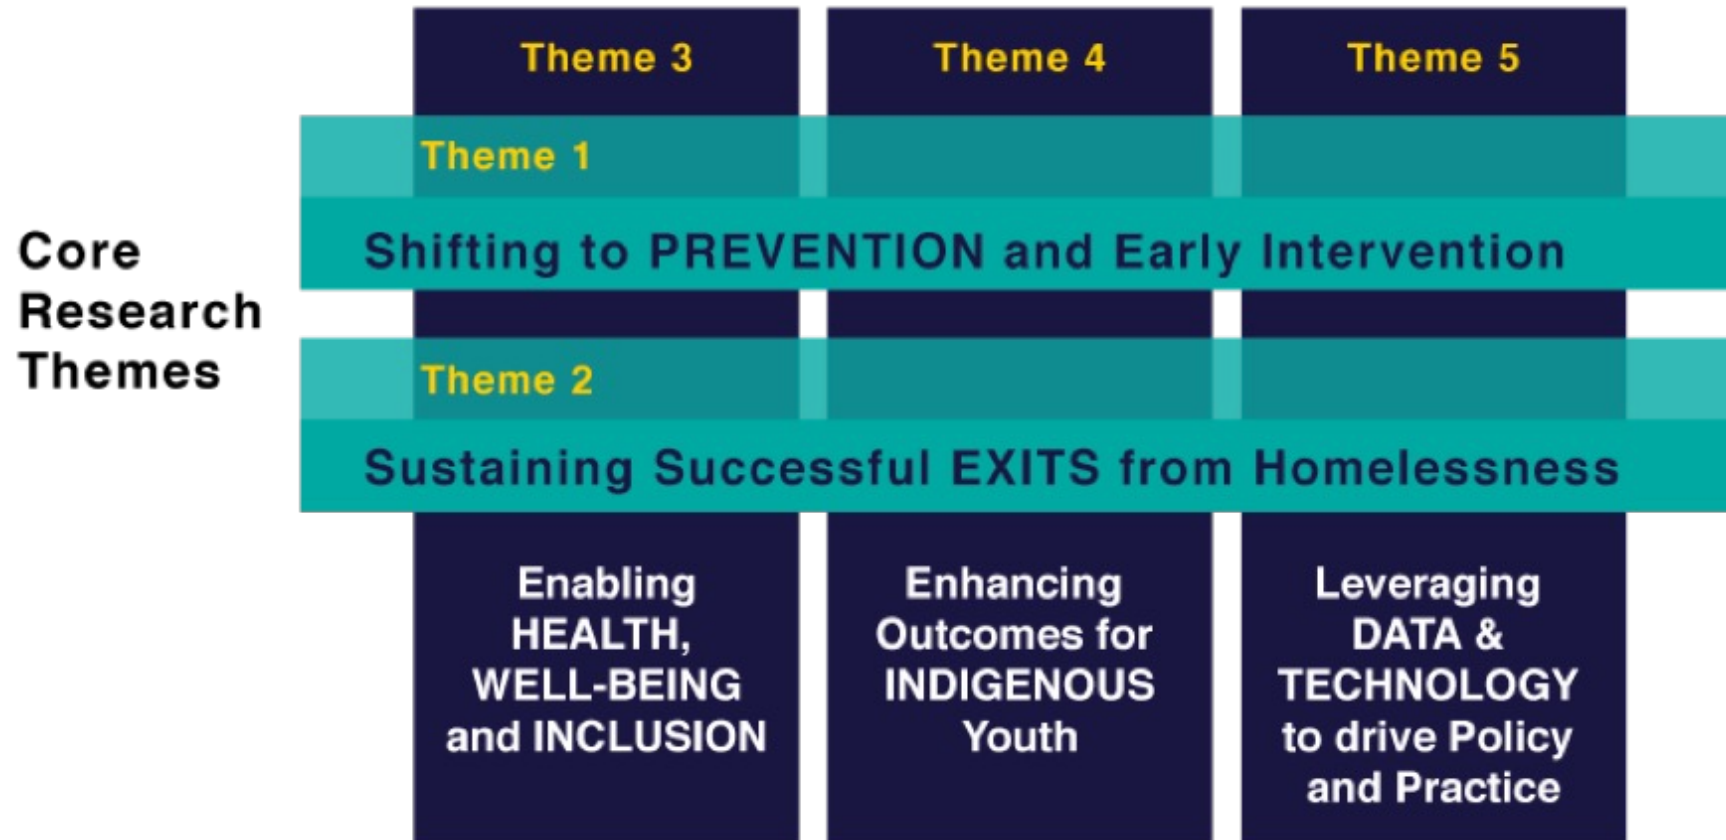 Core
Research
Themes
Theme 3
Theme 4
Theme 5
Theme 1
Shifting to PREVENTION and Early Intervention
Theme 2
Sustaining Successful EXITS from Homelessness
Enabling
HEALTH,
WELL-BEING
and INCLUSION
Enhancing
Outcomes for
INDIGENOUS
Youth
Leveraging
DATA &
TECHNOLOGY
to drive Policy
and Practice